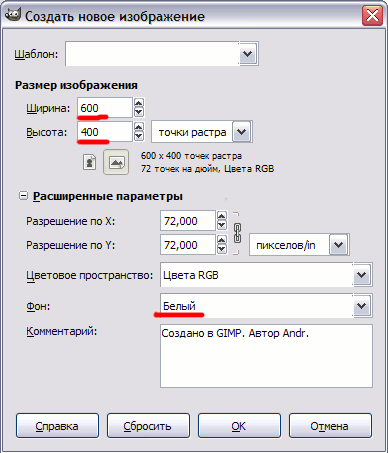 Создать новое изображение
Шаблон:
Размер изображения
Ширина: 600
Высота: 400 точки растра
600 x 400 точек растра
72 точек на дюйм, Цвета RGB
Расширенные параметры
Разрешение по X: 72,000
Разрешение по Y: 72,000 пикселов/in
Цветовое пространство: Цвета RGB
Фон: Белый
Комментарий: Создано в GIMP. Автор Andr.
Справка Сбросить OK Отмена